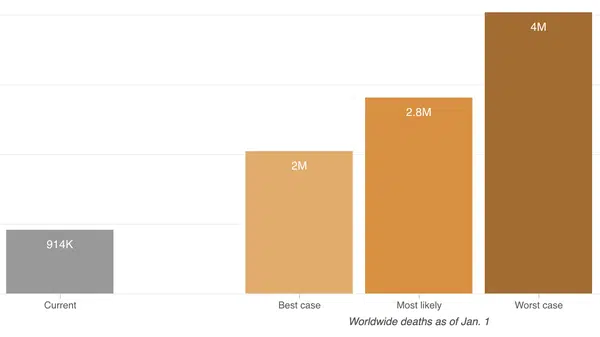 4M
2.8M
2M
914K
Current
Best case
Most likely
Worst case
Worldwide deaths as of Jan. 1